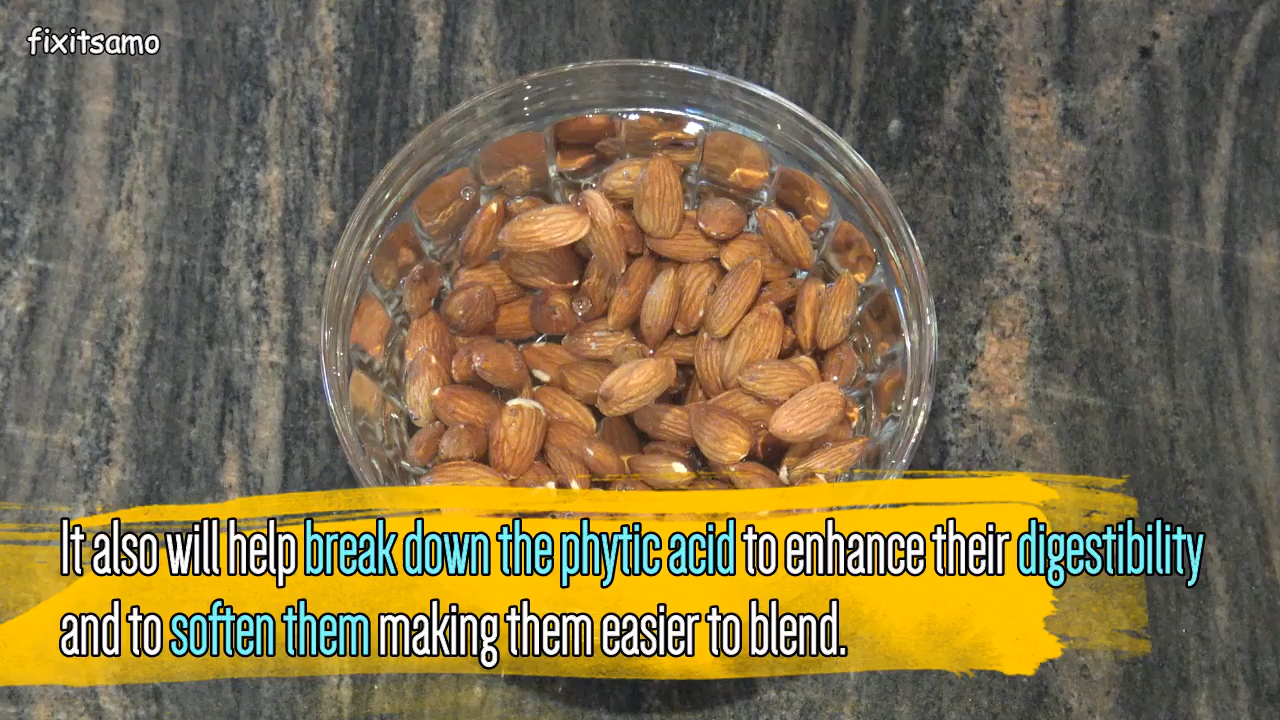 fixitsamo
It also will help break down the phytic acid to enhance their digestibility
and to soften them making them easier to blend.